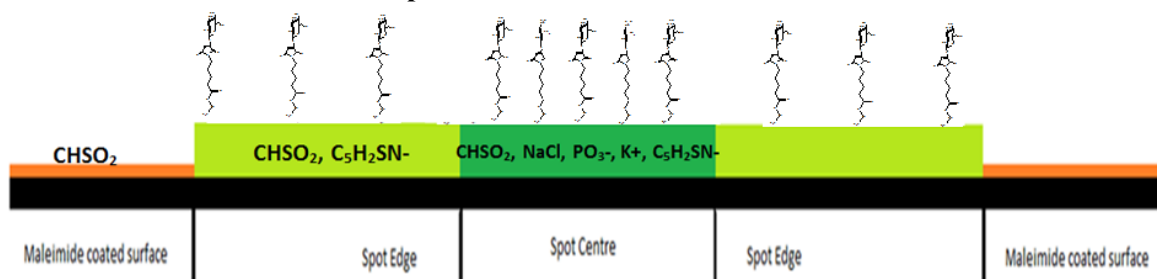 CHSO₂
CHSO₂, C₅H₂SN-
CHSO₂, NaCl, PO₃-, K+, C₅H₂SN-
Maleimide coated surface
Spot Edge
Spot Centre
Spot Edge
Maleimide coated surface